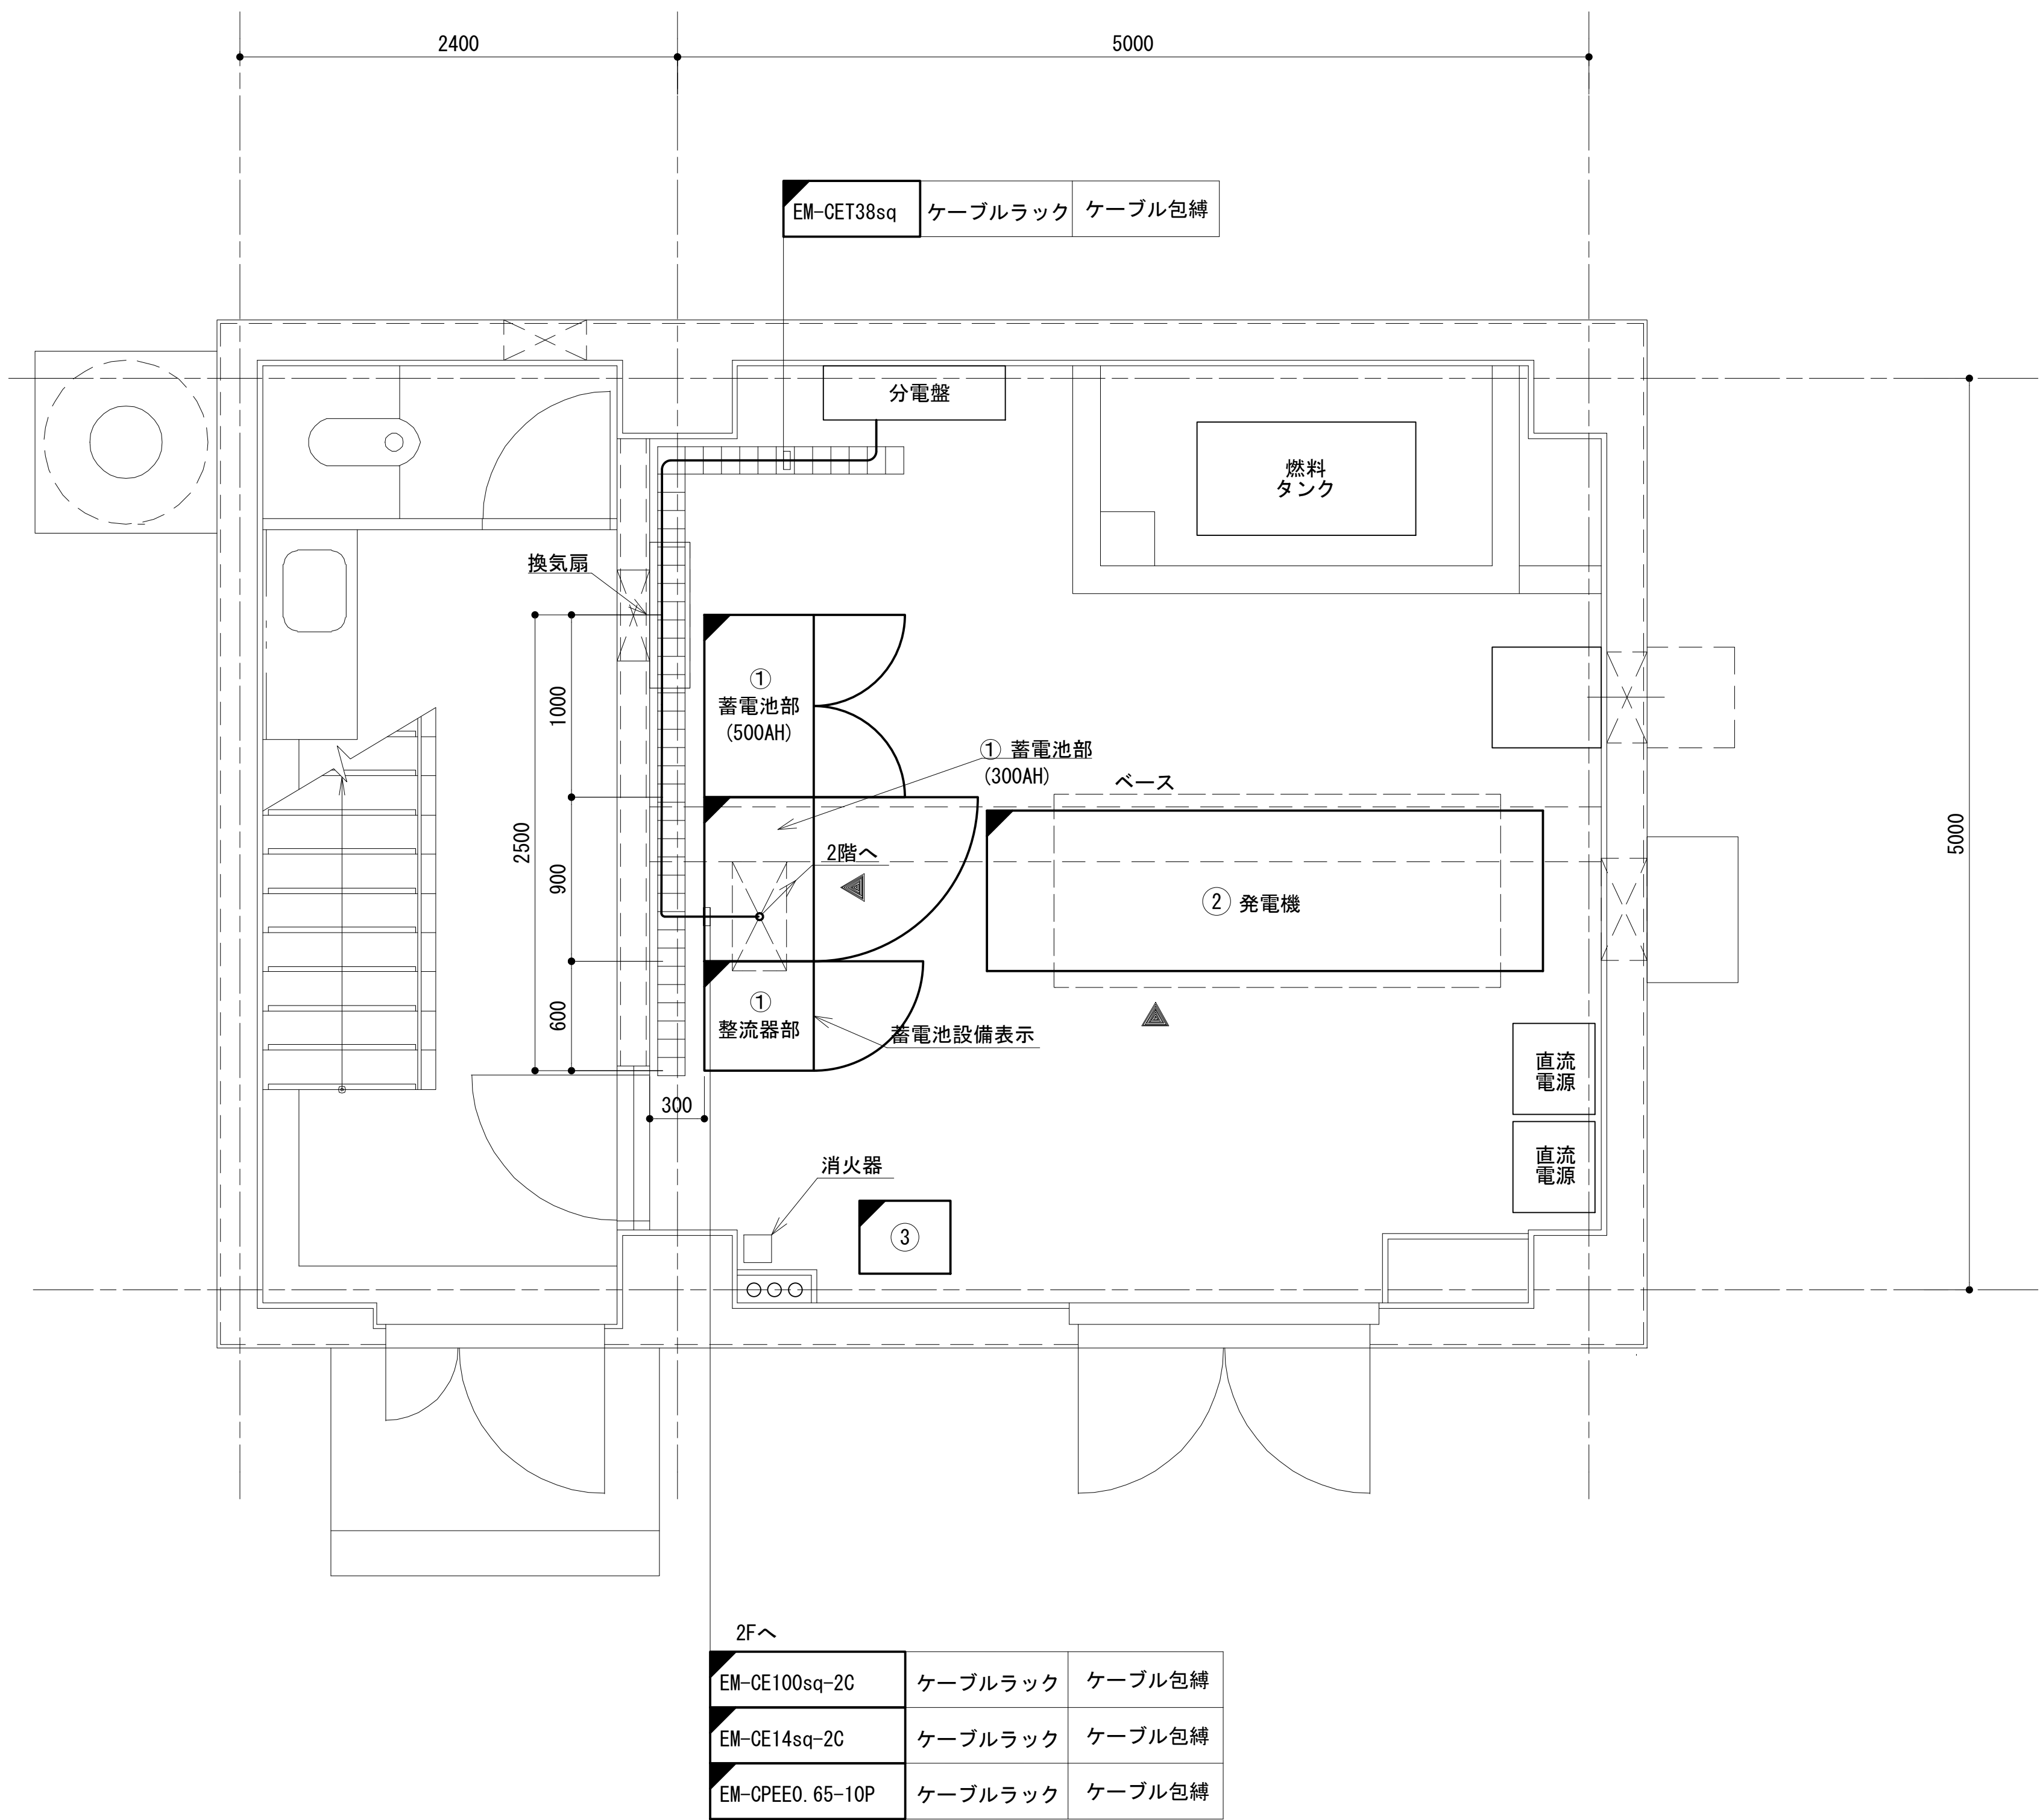 2400
5000
EM-CET38sq ケーブルラック ケーブル包縛
分電盤
燃料
タンク
換気扇
①
蓄電池部
(500AH)
1000
① 蓄電池部
(300AH)
ベース
2500
5000
2階へ
900
② 発電機
①
整流器部
600
蓄電池設備表示
直流
電源
300
直流
電源
消火器
③
2Fへ
EM-CE100sq-2C ケーブルラック ケーブル包縛
EM-CE14sq-2C ケーブルラック ケーブル包縛
EM-CPEE0.65-10P ケーブルラック ケーブル包縛